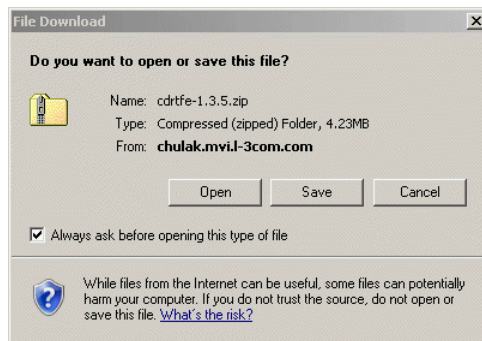 File Download
Do you want to open or save this file?
Name: cdrtfe-1.3.5.zip
Type: Compressed (zipped) Folder, 4.23MB
From: chulak.mvi.l-3com.com
Open Save Cancel
Always ask before opening this type of file
While files from the Internet can be useful, some files can potentially
harm your computer. If you do not trust the source, do not open or
save this file. What's the risk?